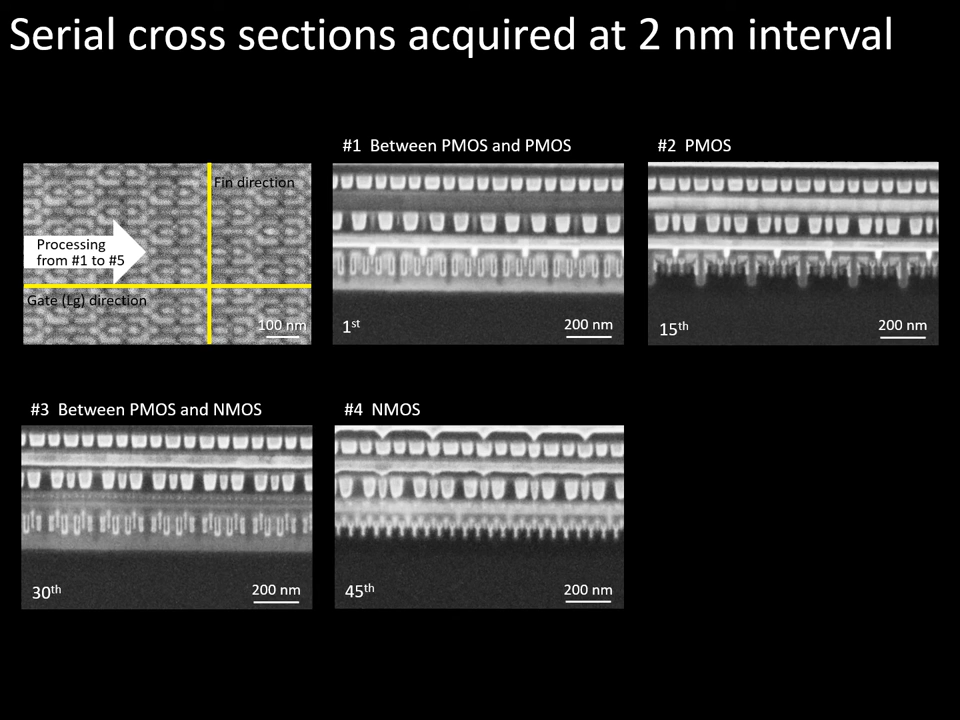 Serial cross sections acquired at 2 nm interval
#1 Between PMOS and PMOS
#2 PMOS
Fin direction
Processing
from #1 to #5
Gate (Lg) direction
100 nm
1st
200 nm
15th
200 nm
#3 Between PMOS and NMOS
#4 NMOS
30th
200 nm
45th
200 nm